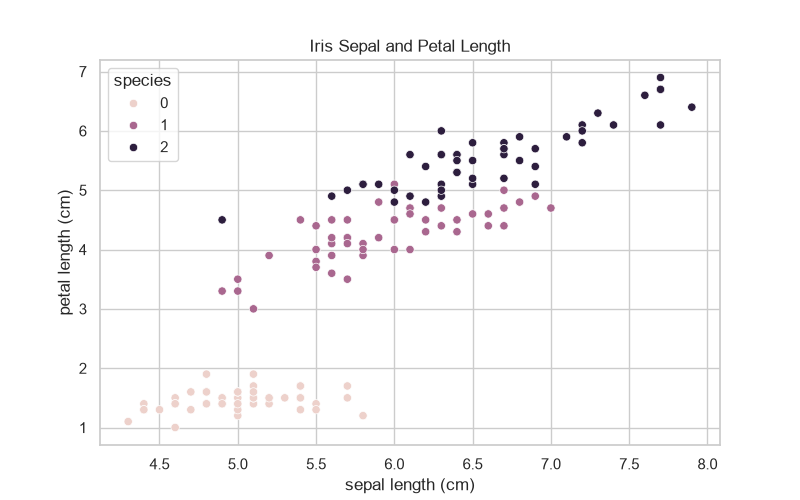 Iris Sepal and Petal Length
species
0
1
2
petal length (cm)
7
6
5
4
3
2
1
4.5 5.0 5.5 6.0 6.5 7.0 7.5 8.0
sepal length (cm)